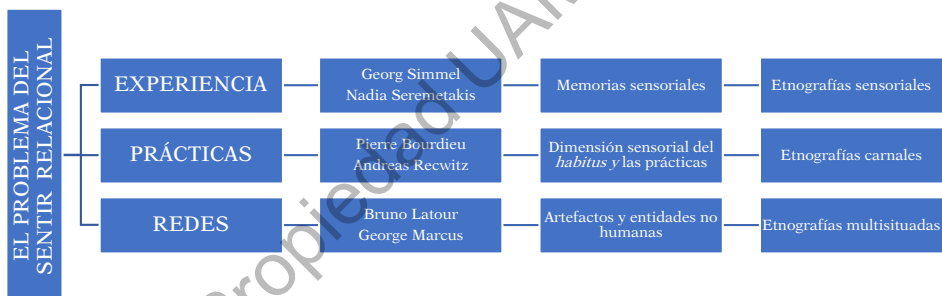 EL PROBLEMA DEL
SENTIR RELACIONAL
EXPERIENCIA
Georg Simmel
Nadia Seremetakis
Memorias sensoriales
Etnografías sensoriales
PRÁCTICAS
Pierre Bourdieu
Andreas Recwitz
Dimensión sensorial del
habitus y las prácticas
Etnografías carnales
REDES
Bruno Latour
George Marcus
Artefactos y entidades no
humanas
Etnografías multisituadas
Propiedad